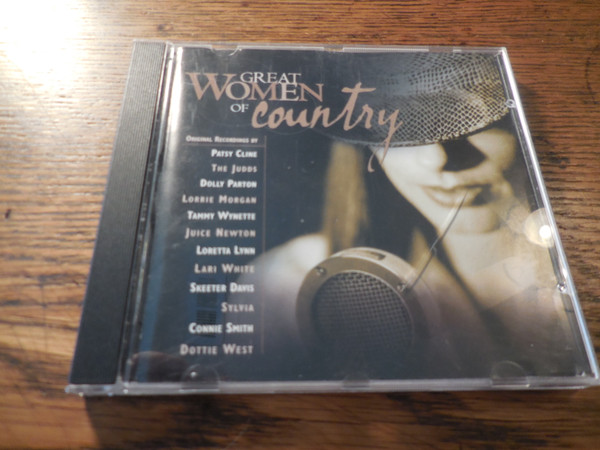 GREAT
WOMEN
OF country
ORIGINAL RECORDINGS BY
PATSY CLINE
THE JUDDS
DOLLY PARTON
LORRIE MORGAN
TAMMY WYNETTE
JUICE NEWTON
LORETTA LYNN
LARI WHITE
SKEETER DAVIS
SYLVIA
CONNIE SMITH
DOTTIE WEST